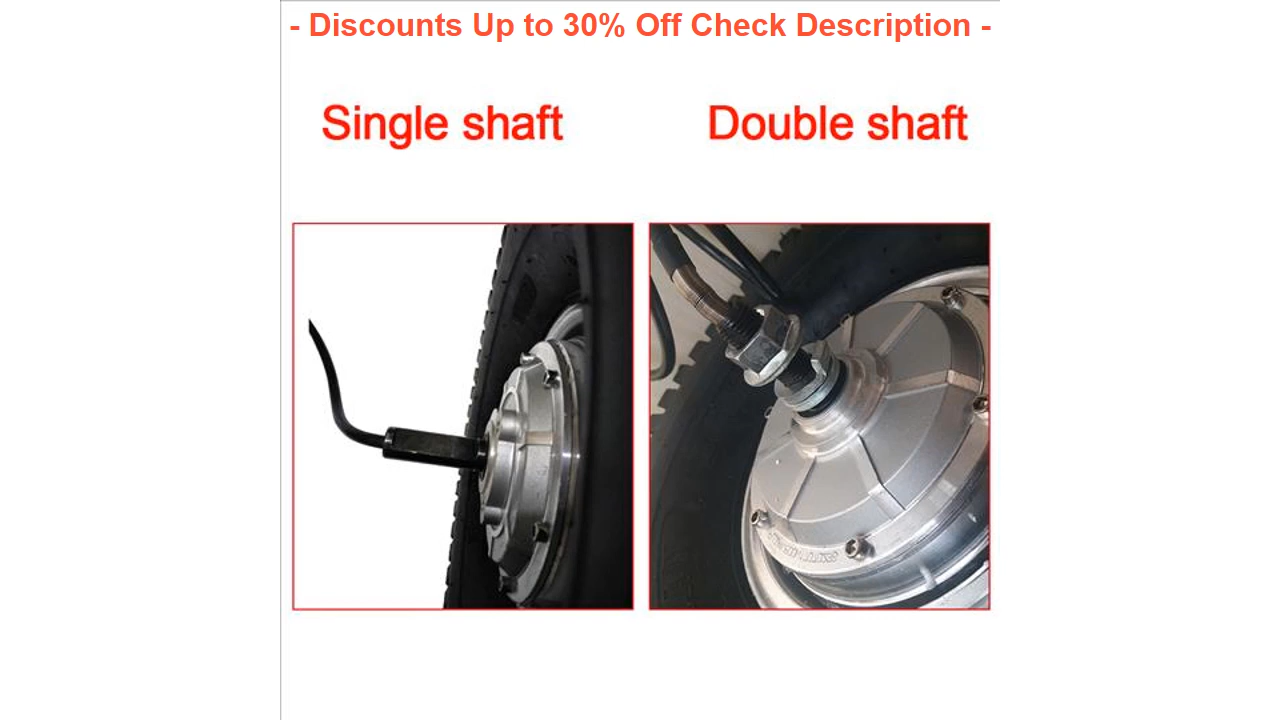 - Discounts Up to 30% Off Check Description -
Single shaft
Double shaft